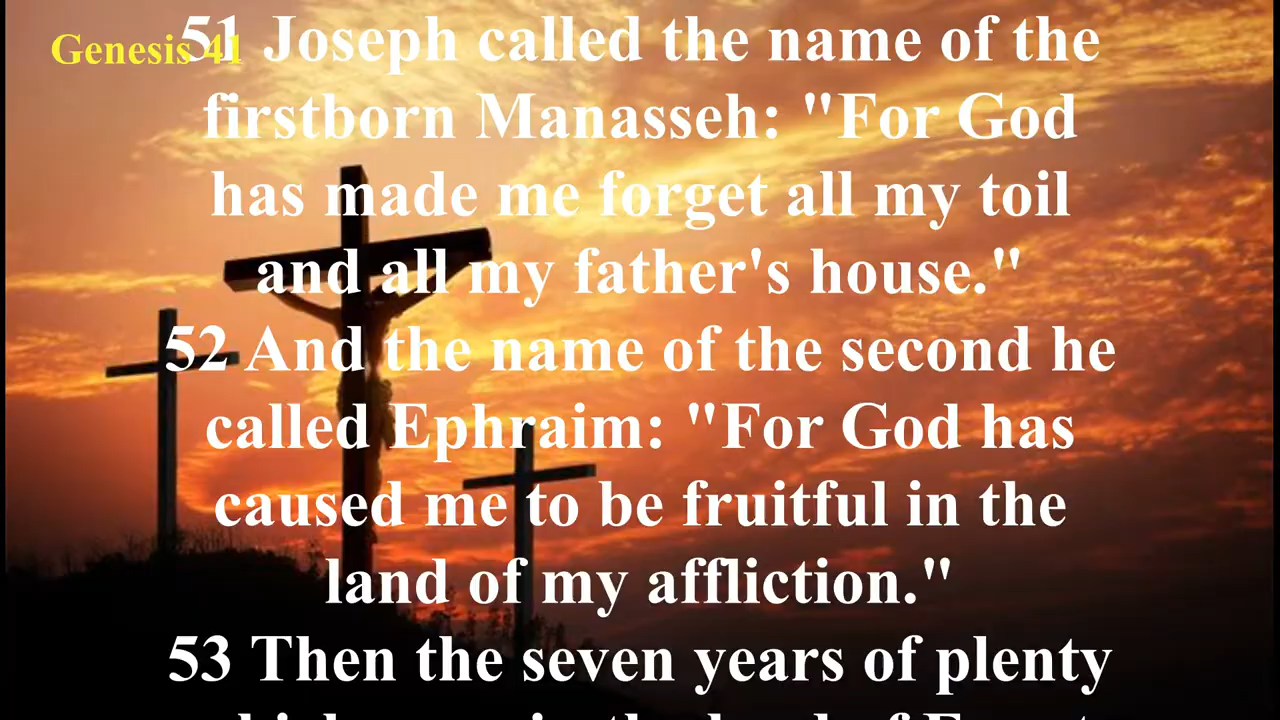 Genesis 41
51 Joseph called the name of the
firstborn Manasseh: "For God
has made me forget all my toil
and all my father's house."
52 And the name of the second he
called Ephraim: "For God has
caused me to be fruitful in the
land of my affliction."
53 Then the seven years of plenty